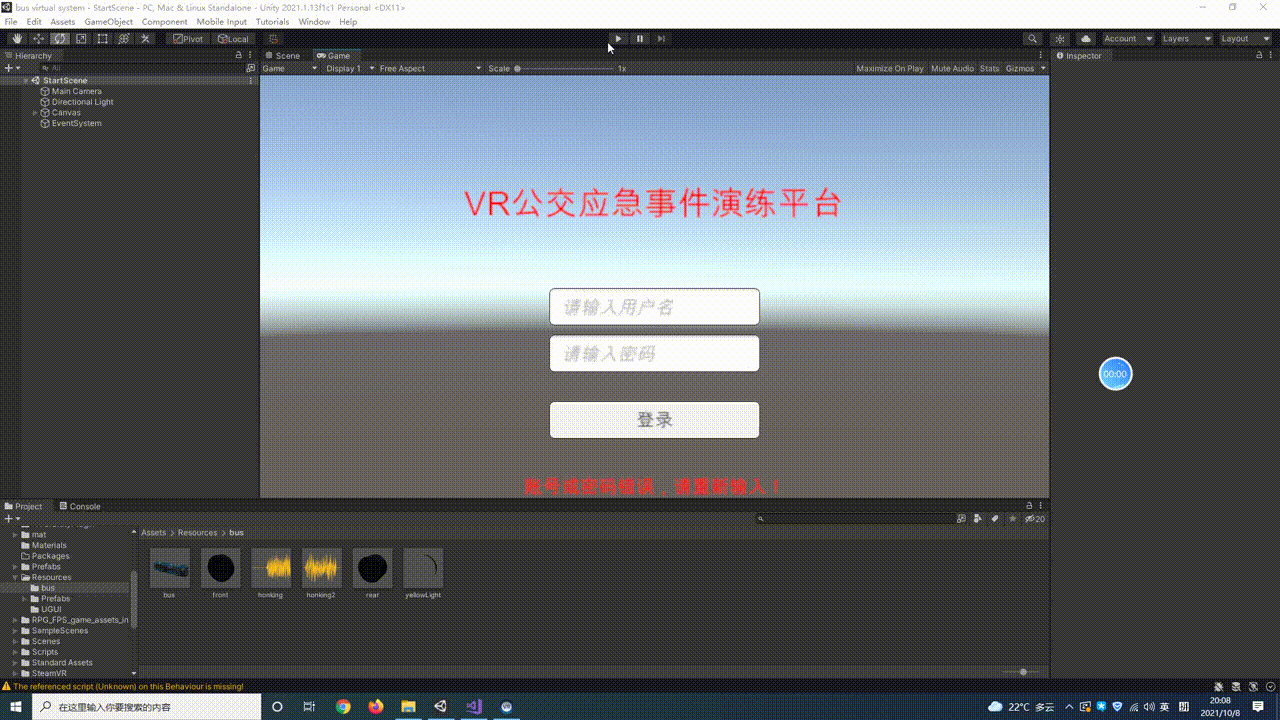 bus virtual system - StartScene - PC, Mac & Linux Standalone - Unity 2021.1.13f1c1 Personal <DX11>
File Edit Assets GameObject Component Mobile Input Tutorials Window Help
Pivot Local Account Layers Layout
Hierarchy
All
StartScene
Main Camera
Directional Light
Canvas
EventSystem
Scene Game
Game Display 1 Free Aspect Scale 1x Maximize On Play Mute Audio Stats Gizmos
VR公交应急事件演练平台
请输入用户名
请输入密码
登录
账号或密码错误，请重新输入！
Inspector
00:00
Project Console
20
mat
Materials
Packages
Prefabs
Resources
bus
Prefabs
UGUI
RPG_FPS_game_assets_in
SampleScenes
Scenes
Scripts
Standard Assets
SteamVR
Assets > Resources > bus
bus front honking honking2 rear yellowLight
The referenced script (Unknown) on this Behaviour is missing!
在这里输入你要搜索的内容
22°C 多云
英
20:08
2021/10/8